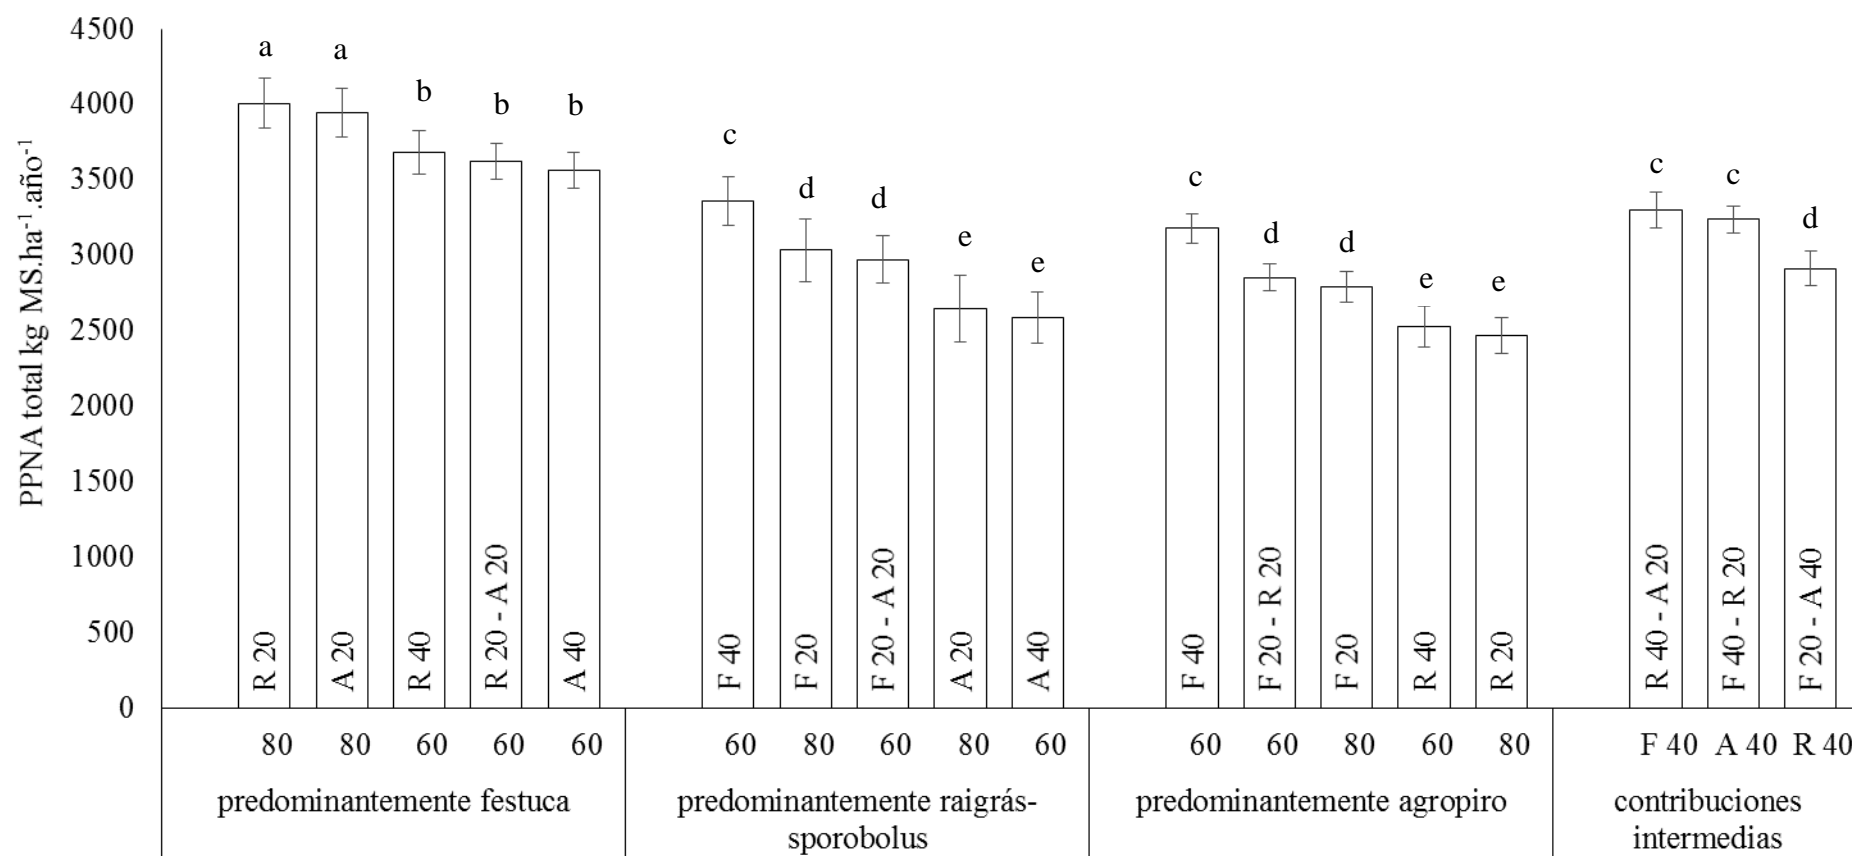 PPNA total kg MS.ha-1.año-1
4500
4000
3500
3000
2500
2000
1500
1000
500
0
a
a
b
b
b
c
d
d
e
e
c
d
d
e
e
c
c
d
R 20
A 20
R 40
R 20 - A 20
A 40
F 40
F 20
F 20 - A 20
A 20
A 40
F 40
F 20 - R 20
F 20
R 40
R 20
R 40 - A 20
F 40 - R 20
F 20 - A 40
80 80 60 60 60 60 80 60 80 60 60 60 80 60 80 F 40 A 40 R 40
predominantemente festuca
predominantemente raigrás-
sporobolus
predominantemente agropiro
contribuciones
intermedias